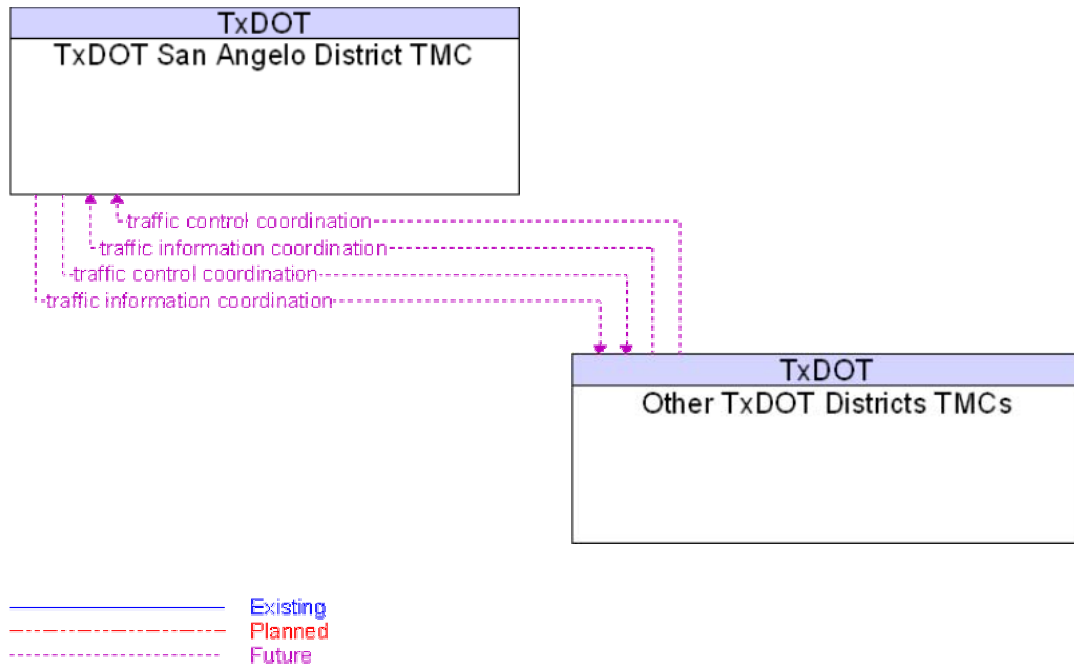 TxDOT
TxDOT San Angelo District TMC
traffic control coordination
traffic information coordination
traffic control coordination
traffic information coordination
TxDOT
Other TxDOT Districts TMCs
Existing
Planned
Future